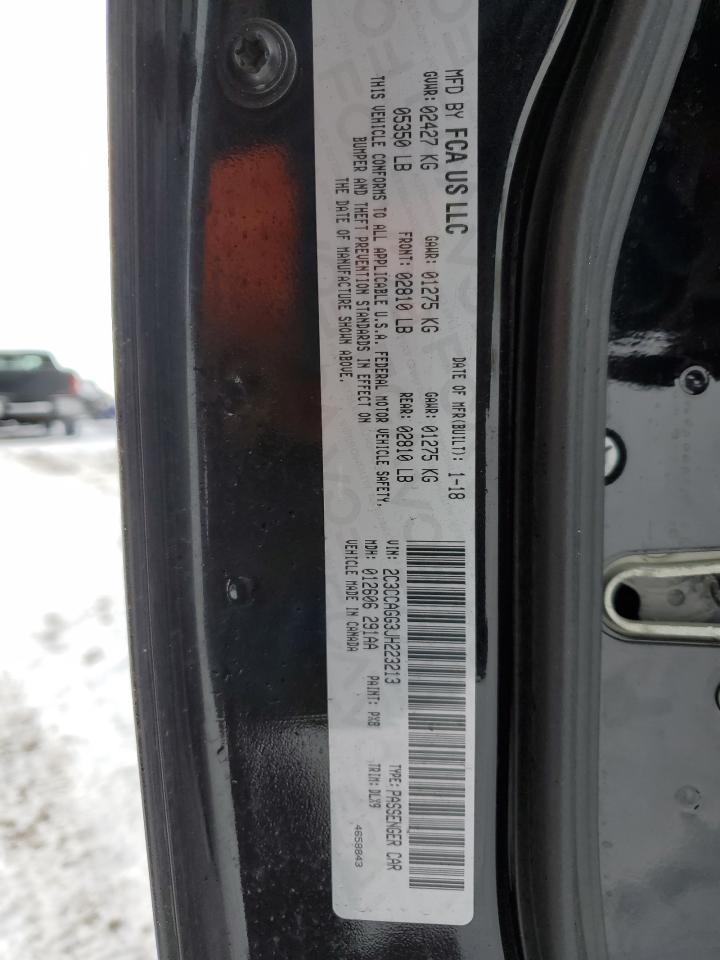 MFD BY FCA US LLC
DATE OF MFR(BUILT): 1-18
GVWR: 02427 KG GAWR: 01275 KG GAWR: 01275 KG
05350 LB FRONT: 02810 LB REAR: 02810 LB
THIS VEHICLE CONFORMS TO ALL APPLICABLE U.S.A. FEDERAL MOTOR VEHICLE SAFETY,
BUMPER AND THEFT PREVENTION STANDARDS IN EFFECT ON
THE DATE OF MANUFACTURE SHOWN ABOVE.
VIN: 2C3CCAGG3JH223213 TYPE: PASSENGER CAR
MDH: 012606 291AA PAINT: PX8 TRIM: DLX9
VEHICLE MADE IN CANADA
4658843